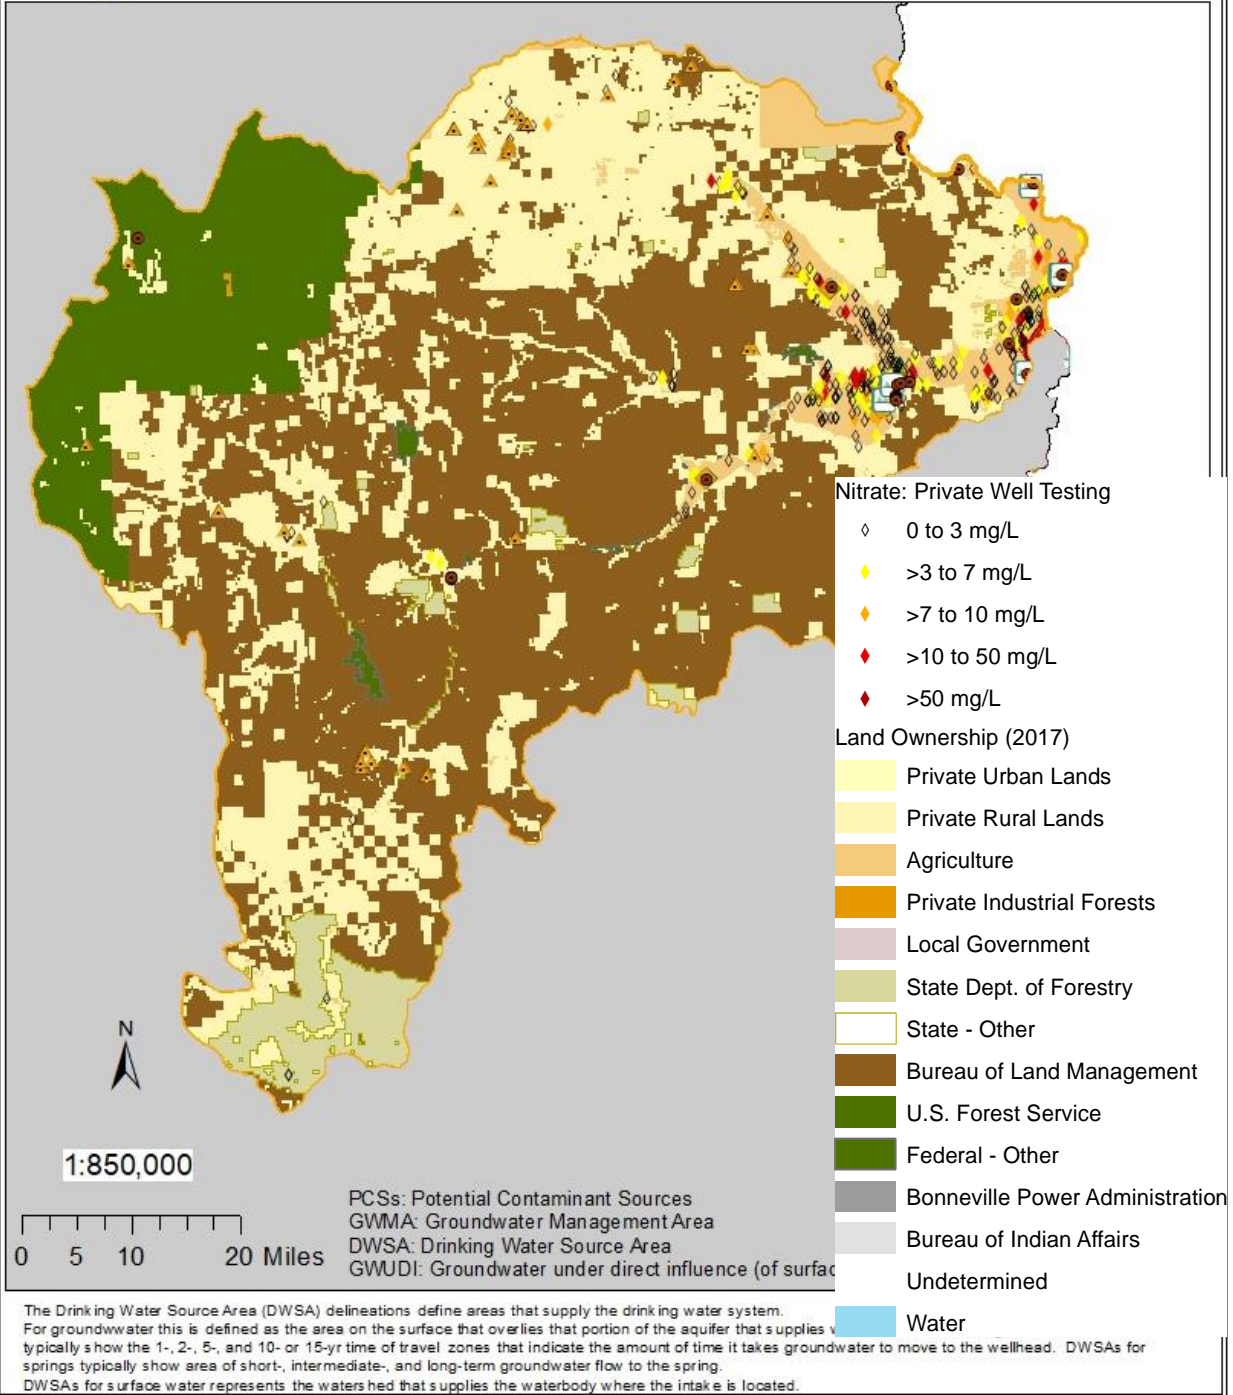 Nitrate: Private Well Testing
0 to 3 mg/L
>3 to 7 mg/L
>7 to 10 mg/L
>10 to 50 mg/L
>50 mg/L
Land Ownership (2017)
Private Urban Lands
Private Rural Lands
Agriculture
Private Industrial Forests
Local Government
State Dept. of Forestry
State - Other
Bureau of Land Management
U.S. Forest Service
Federal - Other
Bonneville Power Administration
Bureau of Indian Affairs
Undetermined
Water
N
1:850,000
0 5 10 20 Miles
PCSs: Potential Contaminant Sources
GWMA: Groundwater Management Area
DWSA: Drinking Water Source Area
GWUDI: Groundwater under direct influence (of surfac
The Drinking Water Source Area (DWSA) delineations define areas that supply the drinking water system.
For groundwwater this is defined as the area on the surface that overlies that portion of the aquifer that supplies
typically show the 1-, 2-, 5-, and 10- or 15-yr time of travel zones that indicate the amount of time it takes groundwater to move to the wellhead. DWSAs for
springs typically show area of short-, intermediate-, and long-term groundwater flow to the spring.
DWSAs for surface water represents the watershed that supplies the waterbody where the intake is located.